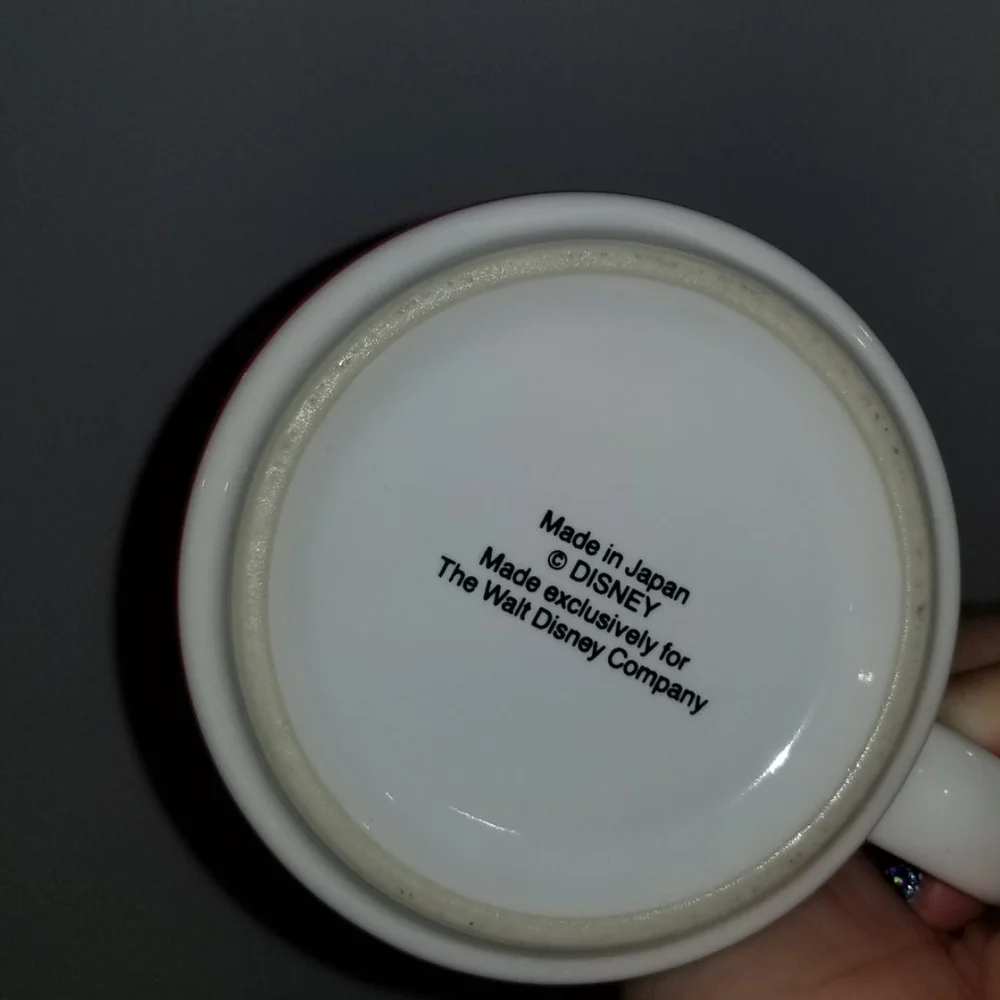 Made in Japan
© DISNEY
Made exclusively for
The Walt Disney Company